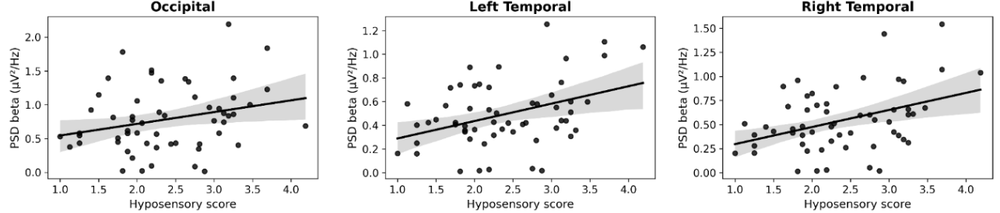 Occipital
PSD beta (µV²/Hz)
2.0
1.5
1.0
0.5
0.0
1.0 1.5 2.0 2.5 3.0 3.5 4.0
Hyposensory score
Left Temporal
PSD beta (µV²/Hz)
1.2
1.0
0.8
0.6
0.4
0.2
0.0
1.0 1.5 2.0 2.5 3.0 3.5 4.0
Hyposensory score
Right Temporal
PSD beta (µV²/Hz)
1.50
1.25
1.00
0.75
0.50
0.25
0.00
1.0 1.5 2.0 2.5 3.0 3.5 4.0
Hyposensory score